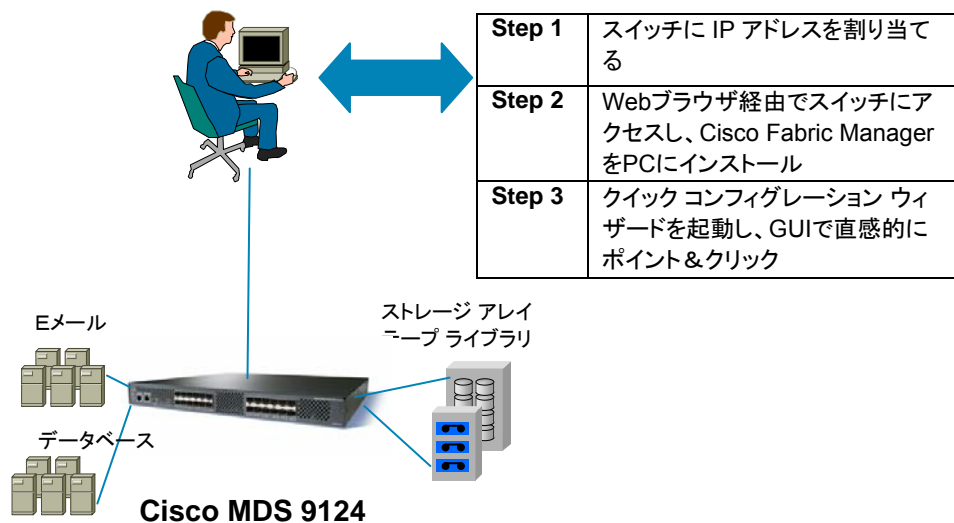 Step 1
スイッチに IP アドレスを割り当て
る
Step 2
Webブラウザ経由でスイッチにア
クセスし、Cisco Fabric Manager
をPCにインストール
Step 3
クイック コンフィグレーション ウィ
ザードを起動し、GUIで直感的に
ポイント＆クリック
ストレージ アレイ
テープ ライブラリ
Eメール
データベース
Cisco MDS 9124